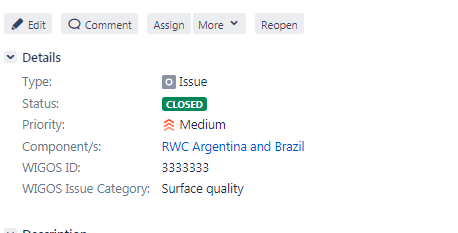 Edit Comment Assign More Reopen
Details
Type: Issue
Status: CLOSED
Priority: Medium
Component/s: RWC Argentina and Brazil
WIGOS ID: 3333333
WIGOS Issue Category: Surface quality
Description